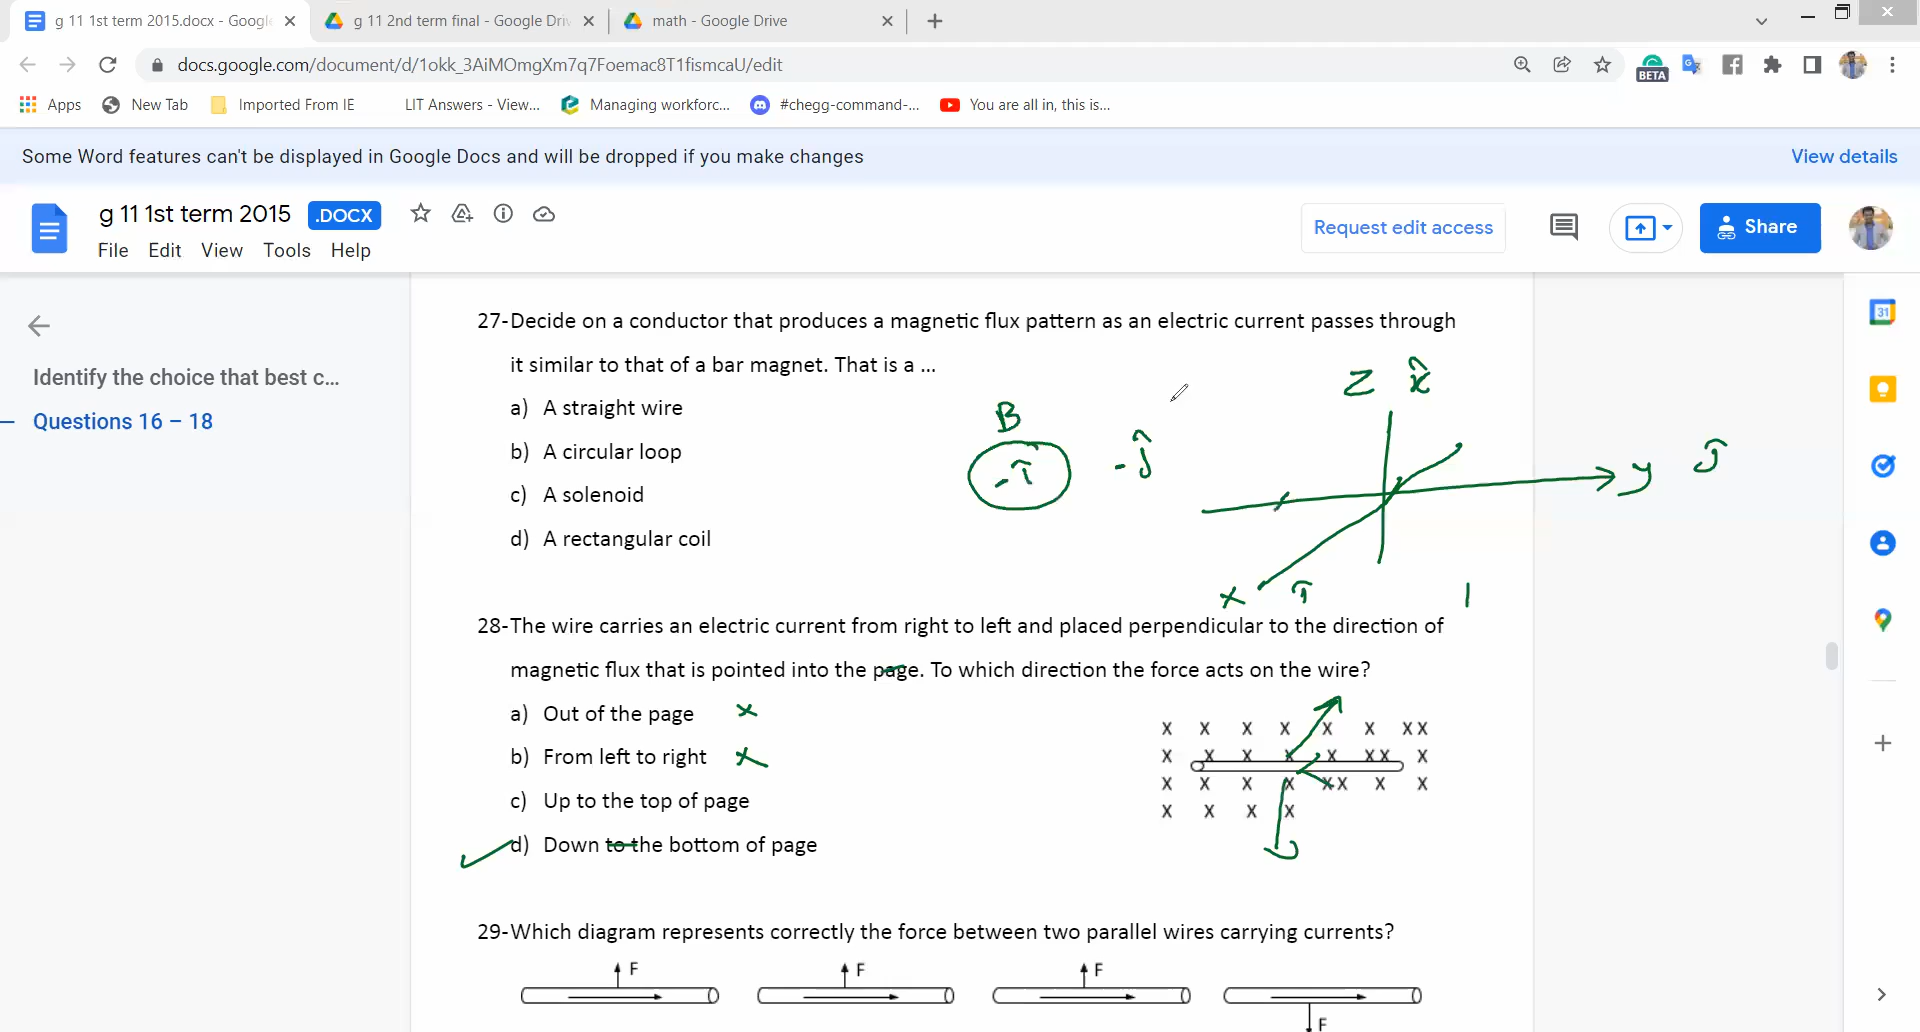 g 11 1st term 2015.docx - Googl
g 11 2nd term final - Google Driv
math - Google Drive
docs.google.com/document/d/1okk_3AiMOmgXm7q7Foemac8T1fismcaU/edit
BETA
Apps
New Tab
Imported From IE
LIT Answers - View...
Managing workforc...
#chegg-command-...
You are all in, this is...
Some Word features can't be displayed in Google Docs and will be dropped if you make changes
View details
g 11 1st term 2015 .DOCX
Request edit access
Share
File Edit View Tools Help
31
Identify the choice that best c...
Questions 16 – 18
27-Decide on a conductor that produces a magnetic flux pattern as an electric current passes through
it similar to that of a bar magnet. That is a ...
a) A straight wire
b) A circular loop
c) A solenoid
d) A rectangular coil
B
-î
-ĵ
Z
y
ĵ
x
î
28-The wire carries an electric current from right to left and placed perpendicular to the direction of
magnetic flux that is pointed into the page. To which direction the force acts on the wire?
a) Out of the page x
b) From left to right x
c) Up to the top of page
d) Down to the bottom of page
X X X X X X X X
X X X X X X X X
X X X X X X X X
X X X X
29-Which diagram represents correctly the force between two parallel wires carrying currents?
F
F
F
F